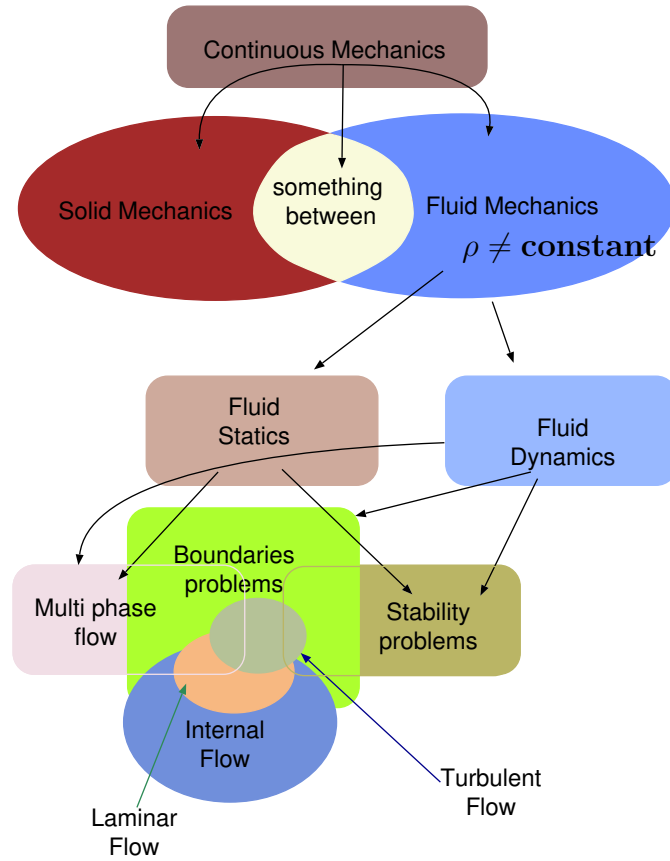 Continuous Mechanics
something
between
Solid Mechanics
Fluid Mechanics
ρ ≠ constant
Fluid
Statics
Fluid
Dynamics
Boundaries
problems
Multi phase
flow
Stability
problems
Internal
Flow
Turbulent
Flow
Laminar
Flow